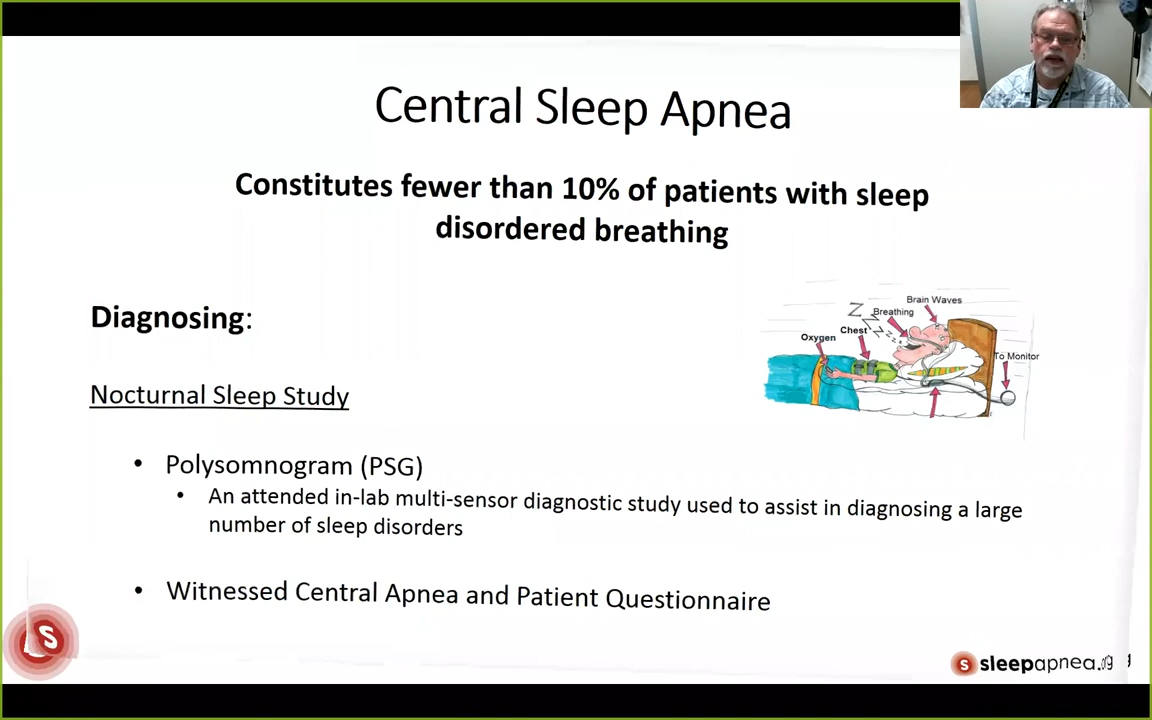 Central Sleep Apnea
Constitutes fewer than 10% of patients with sleep
disordered breathing
Diagnosing:
Brain Waves
Breathing
Chest
Oxygen
To Monitor
Z
Z
Z
z
z
z
Nocturnal Sleep Study
• Polysomnogram (PSG)
• An attended in-lab multi-sensor diagnostic study used to assist in diagnosing a large
number of sleep disorders
• Witnessed Central Apnea and Patient Questionnaire
S
s sleepapnea.org